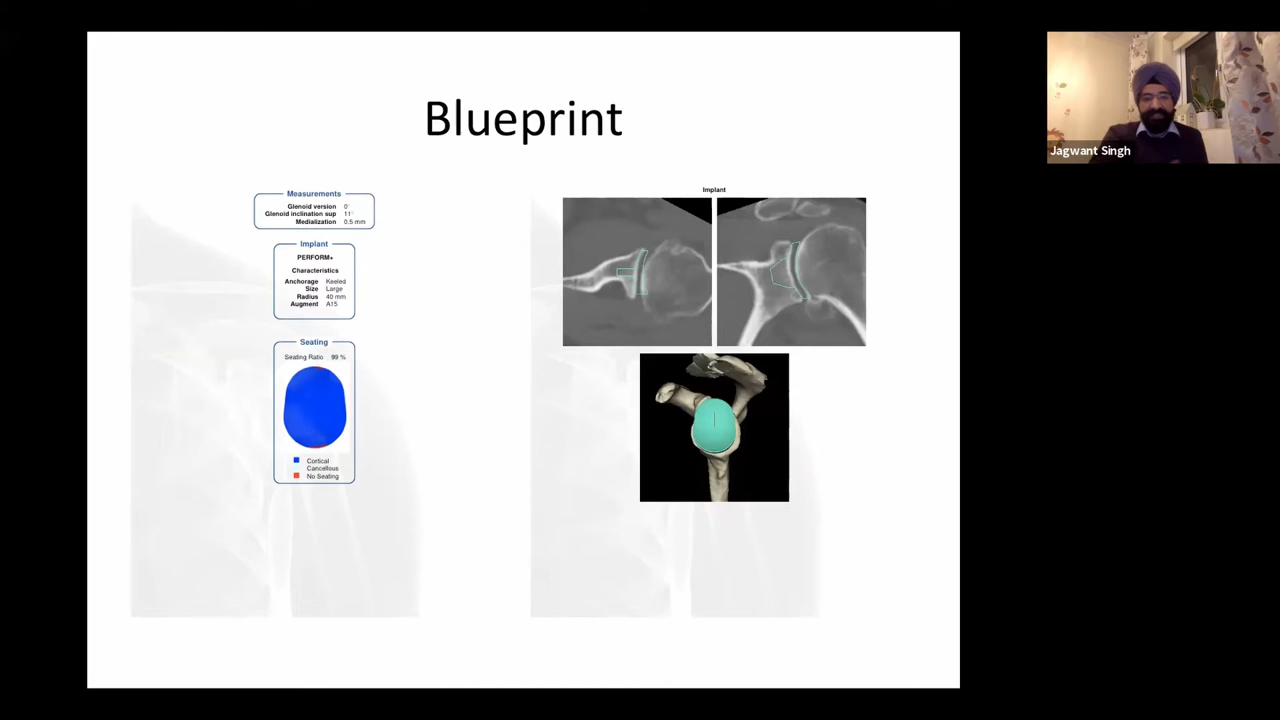 Blueprint
Measurements
Glenoid version 0°
Glenoid inclination sup 11°
Medialization 0.5 mm
Implant
PERFORM+
Characteristics
Anchorage Keeled
Size Large
Radius 40 mm
Augment A15
Seating
Seating Ratio 99 %
Cortical
Cancellous
No Seating
Implant
Jagwant Singh